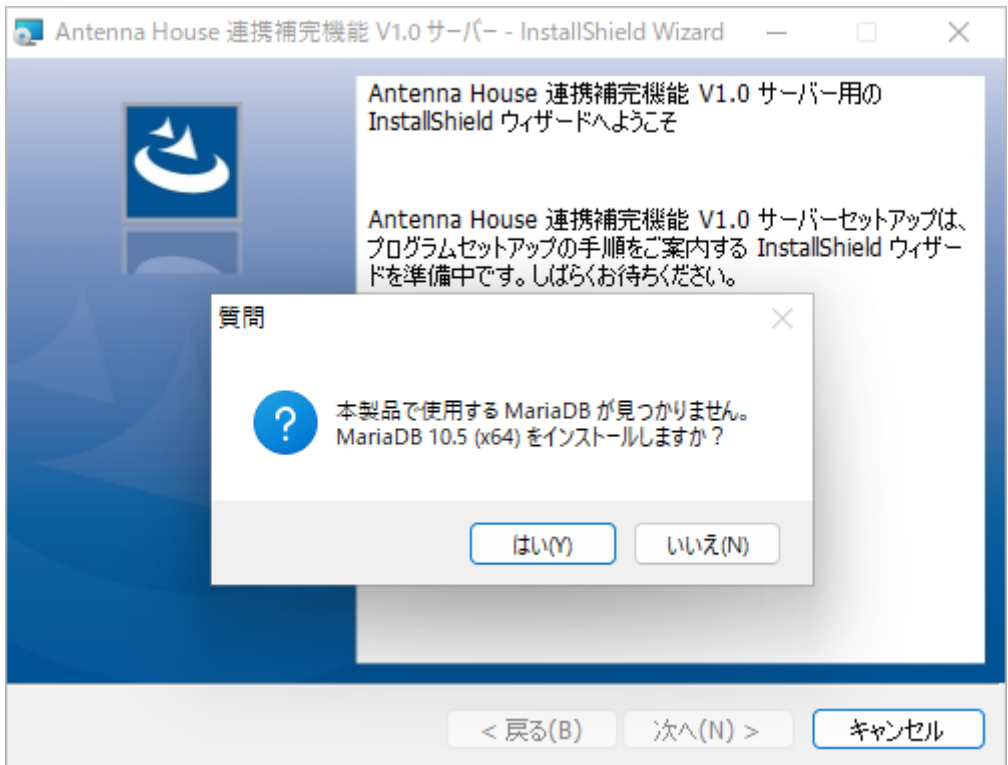 Antenna House 連携補完機能 V1.0 サーバー - InstallShield Wizard
Antenna House 連携補完機能 V1.0 サーバー用の
InstallShield ウィザードへようこそ
Antenna House 連携補完機能 V1.0 サーバーセットアップは、
プログラムセットアップの手順をご案内する InstallShield ウィザー
ドを準備中です。しばらくお待ちください。
質問
本製品で使用する MariaDB が見つかりません。
MariaDB 10.5 (x64) をインストールしますか？
はい(Y)
いいえ(N)
< 戻る(B)
次へ(N) >
キャンセル